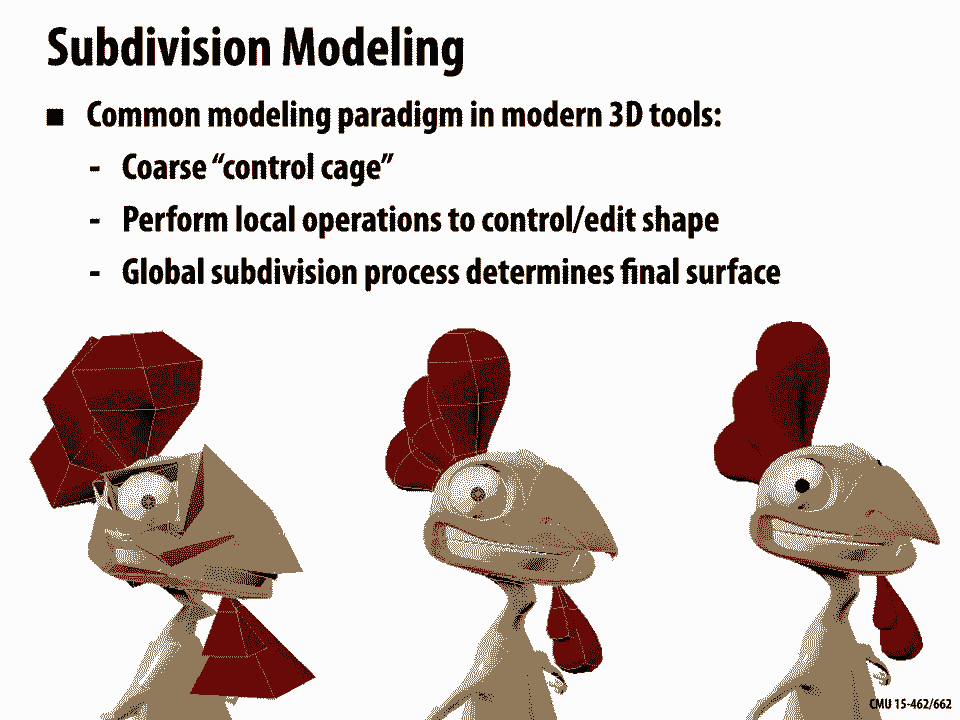 Subdivision Modeling
■ Common modeling paradigm in modern 3D tools:
- Coarse “control cage”
- Perform local operations to control/edit shape
- Global subdivision process determines final surface
CMU 15-462/662